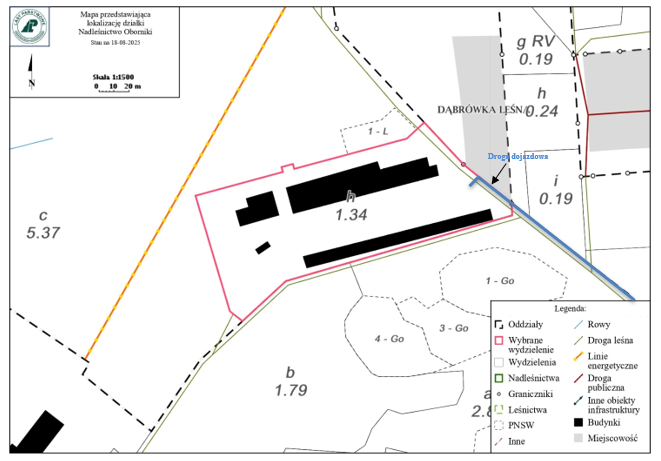 Mapa przedstawiająca
lokalizację działki
Nadleśnictwo Oborniki
Stan na 18-08-2025
N
Skala 1:1500
0 10 20 m
g RV
0.19
h
0.24
DĄBRÓWKA LEŚNA
1 - L
Droga dojazdowa
h
1.34
i
0.19
c
5.37
1 - Go
3 - Go
4 - Go
b
1.79
a
Legenda:
Oddziały
Wybrane
wydzielenie
Wydzielenia
Nadleśnictwa
Graniczniki
Leśnictwa
PNSW
Inne
Rowy
Droga leśna
Linie
energetyczne
Droga
publiczna
Inne obiekty
infrastruktury
Budynki
Miejscowość